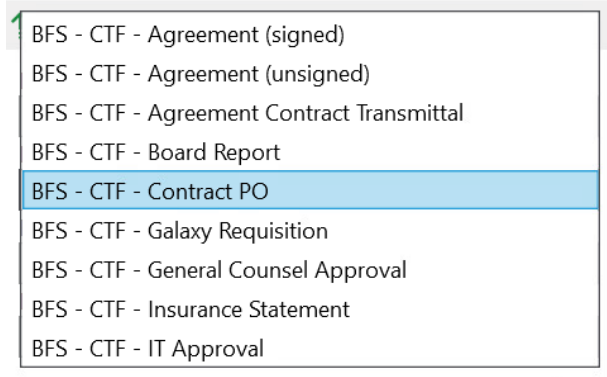 BFS - CTF - Agreement (signed)
BFS - CTF - Agreement (unsigned)
BFS - CTF - Agreement Contract Transmittal
BFS - CTF - Board Report
BFS - CTF - Contract PO
BFS - CTF - Galaxy Requisition
BFS - CTF - General Counsel Approval
BFS - CTF - Insurance Statement
BFS - CTF - IT Approval